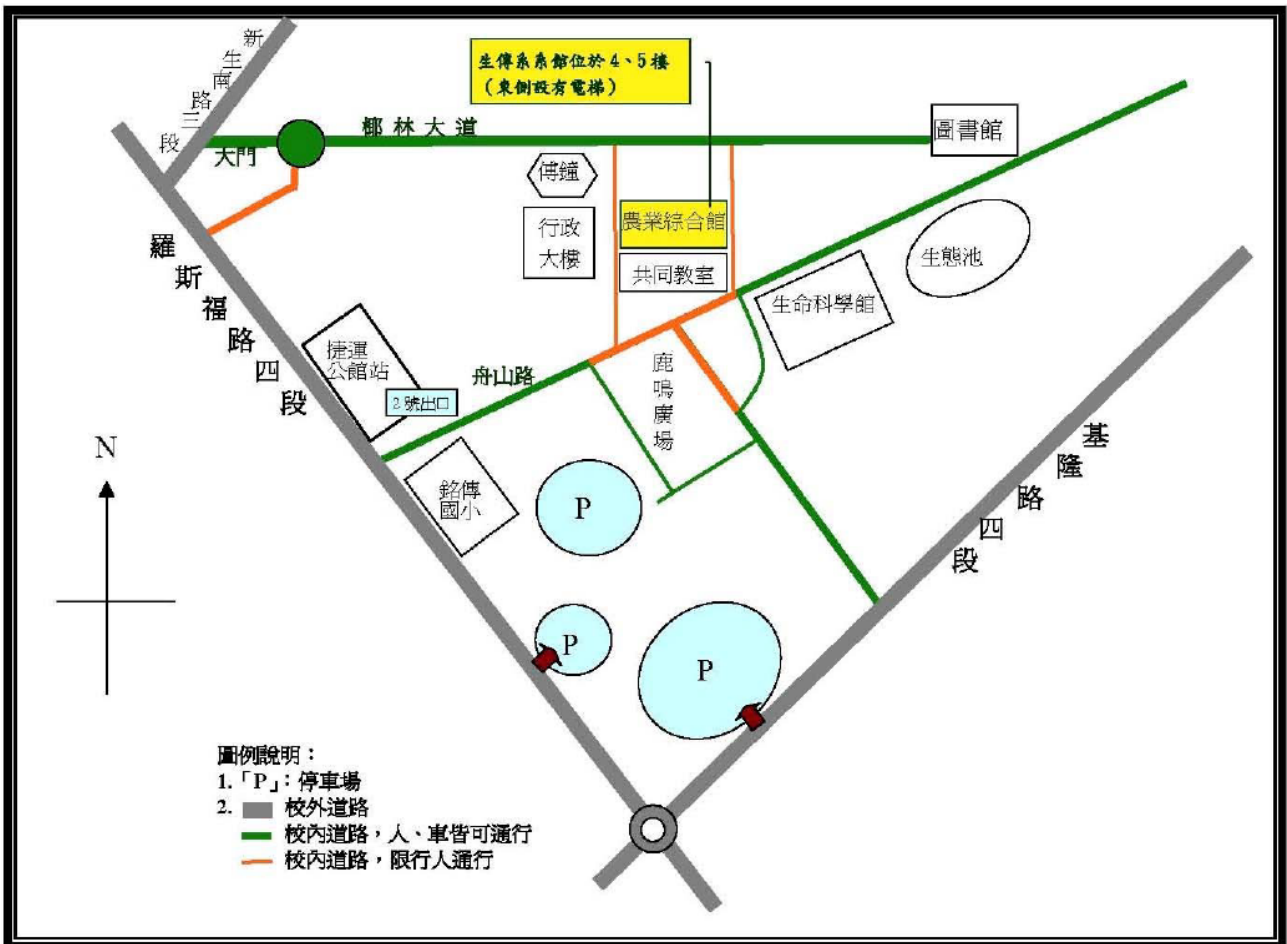 新生南路三段
生傳系系館位於4、5樓
(東側設有電梯)
椰林大道
大門
圖書館
傅鐘
行政
大樓
農業綜合館
共同教室
生態池
生命科學館
羅斯福路四段
捷運
公館站
2號出口
舟山路
鹿鳴廣場
基隆路四段
N
銘傳
國小
P
P
P
圖例說明:
1.「P」:停車場
2. 校外道路
校內道路,人、車皆可通行
校內道路,限行人通行